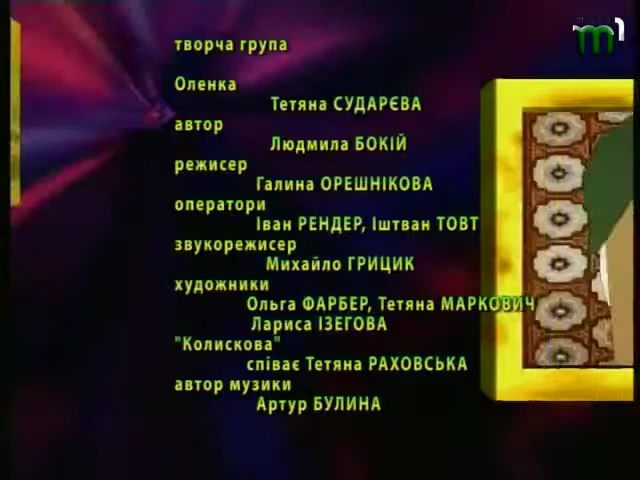 m1
творча група
Оленка
Тетяна СУДАРЄВА
автор
Людмила БОКІЙ
режисер
Галина ОРЕШНІКОВА
оператори
Іван РЕНДЕР, Іштван ТОВТ
звукорежисер
Михайло ГРИЦИК
художники
Ольга ФАРБЕР, Тетяна МАРКОВИЧ
Лариса ІЗЕГОВА
"Колискова"
співає Тетяна РАХОВСЬКА
автор музики
Артур БУЛИНА